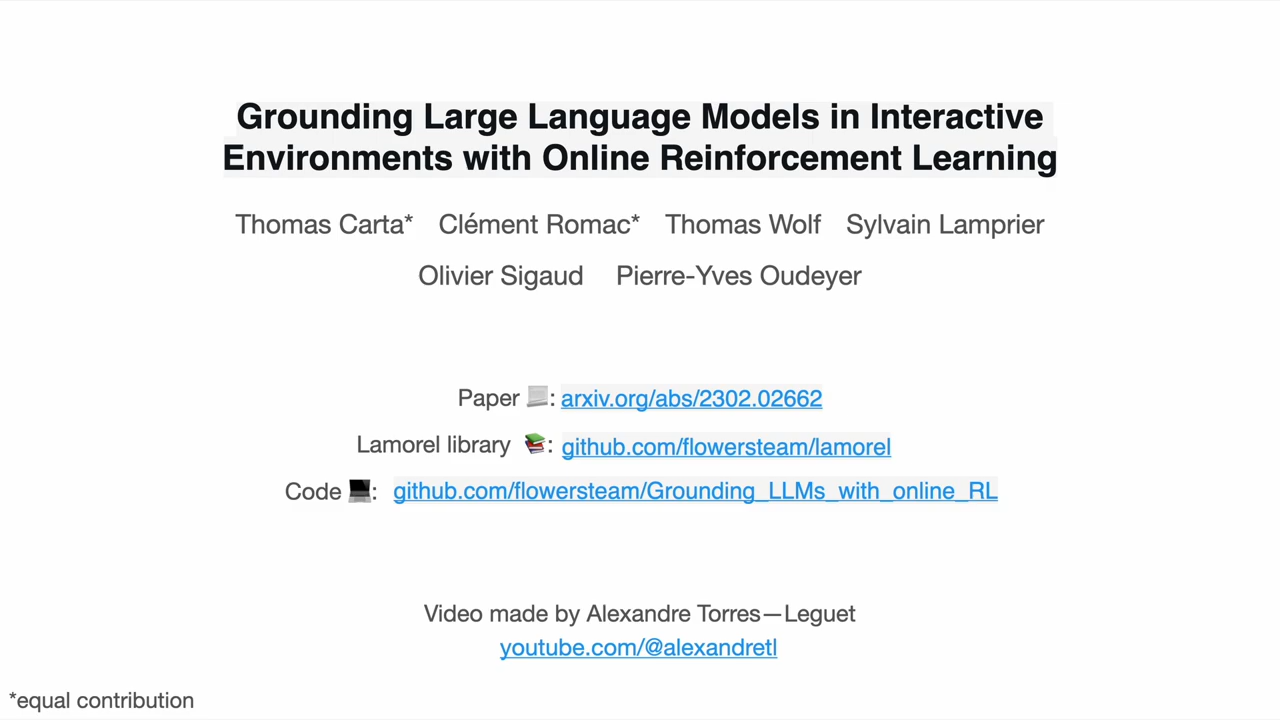 Grounding Large Language Models in Interactive
Environments with Online Reinforcement Learning
Thomas Carta* Clément Romac* Thomas Wolf Sylvain Lamprier
Olivier Sigaud Pierre-Yves Oudeyer
Paper 📃: arxiv.org/abs/2302.02662
Lamorel library 📚: github.com/flowersteam/lamorel
Code 💻: github.com/flowersteam/Grounding_LLMs_with_online_RL
Video made by Alexandre Torres—Leguet
youtube.com/@alexandretl
*equal contribution